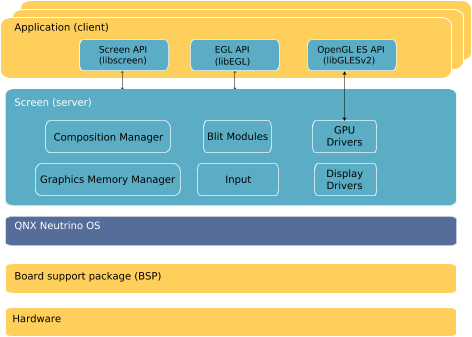 Application (client)
Screen API
(libscreen)
EGL API
(libEGL)
OpenGL ES API
(libGLESv2)
Screen (server)
Composition Manager
Blit Modules
GPU
Drivers
Graphics Memory Manager
Input
Display
Drivers
QNX Neutrino OS
Board support package (BSP)
Hardware